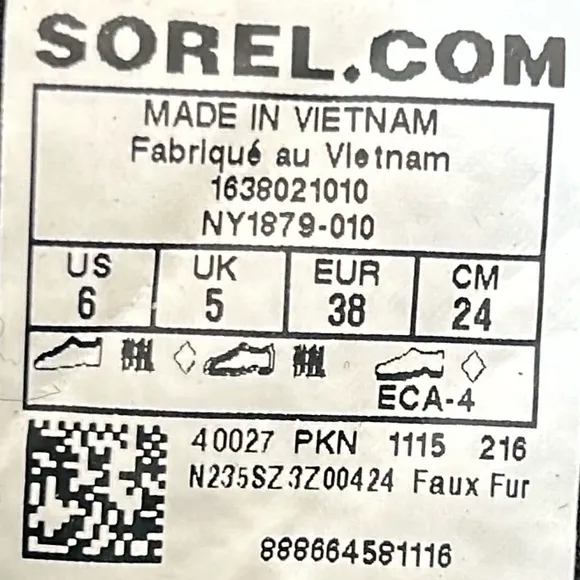 SOREL.COM
MADE IN VIETNAM
Fabriqué au Vietnam
1638021010
NY1879-010
US UK EUR CM
6 5 38 24
ECA-4
40027 PKN 1115 216
N235SZ3Z00424 Faux Fur
888664581116